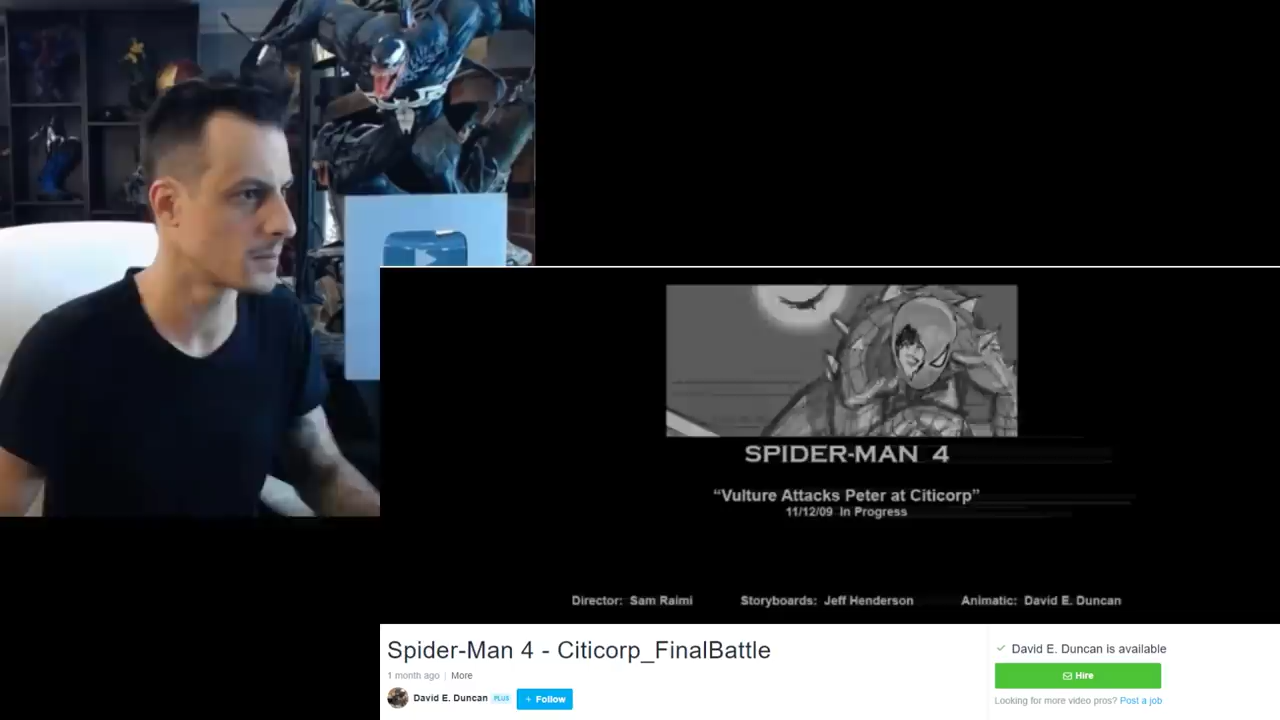 SPIDER-MAN 4
“Vulture Attacks Peter at Citicorp”
11/12/09 In Progress
Director: Sam Raimi Storyboards: Jeff Henderson Animatic: David E. Duncan
Spider-Man 4 - Citicorp_FinalBattle
1 month ago | More
David E. Duncan PLUS + Follow
David E. Duncan is available
Hire
Looking for more video pros? Post a job